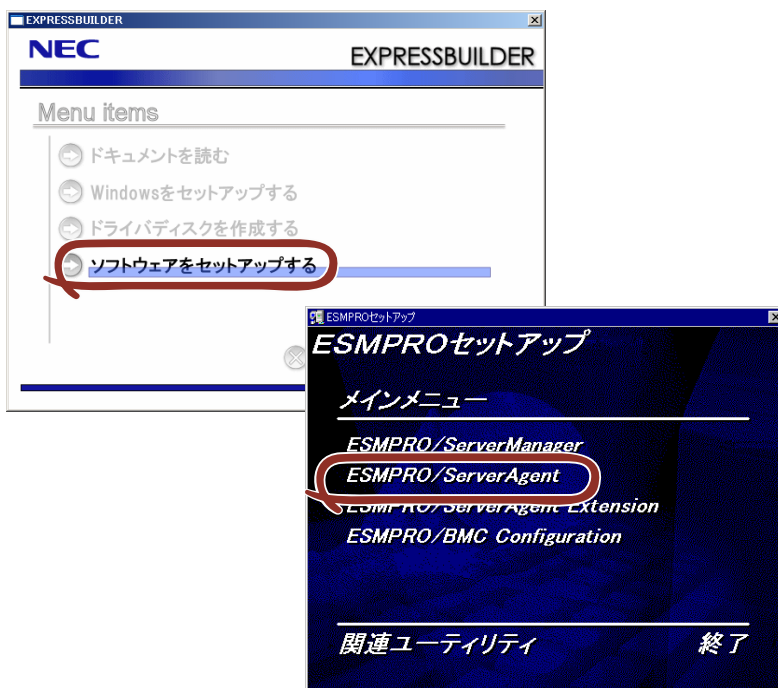 EXPRESSBUILDER
NEC
EXPRESSBUILDER
Menu items
ドキュメントを読む
Windowsをセットアップする
ドライバディスクを作成する
ソフトウェアをセットアップする
ESMPROセットアップ
ESMPROセットアップ
メインメニュー
ESMPRO/ServerManager
ESMPRO/ServerAgent
ESMPRO/ServerAgent Extension
ESMPRO/BMC Configuration
関連ユーティリティ
終了